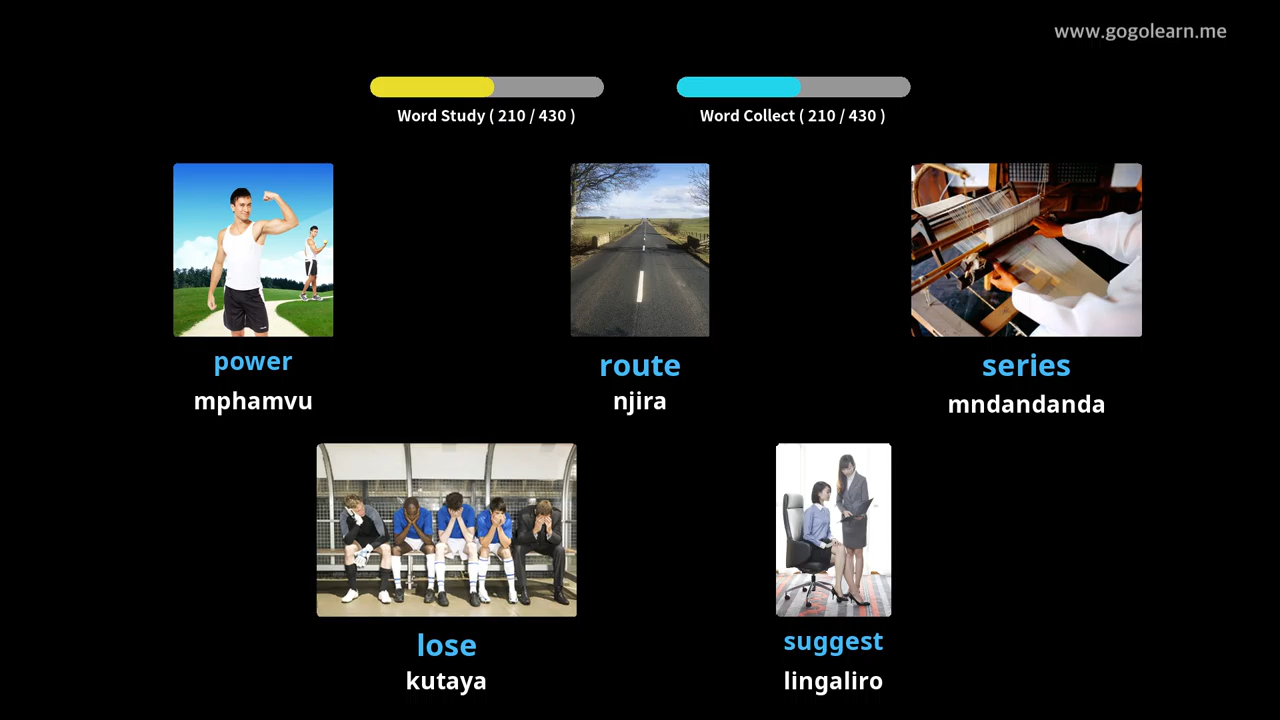 www.gogolearn.me
Word Study ( 210 / 430 )
Word Collect ( 210 / 430 )
power
mphamvu
route
njira
series
mndandanda
lose
kutaya
suggest
lingaliro